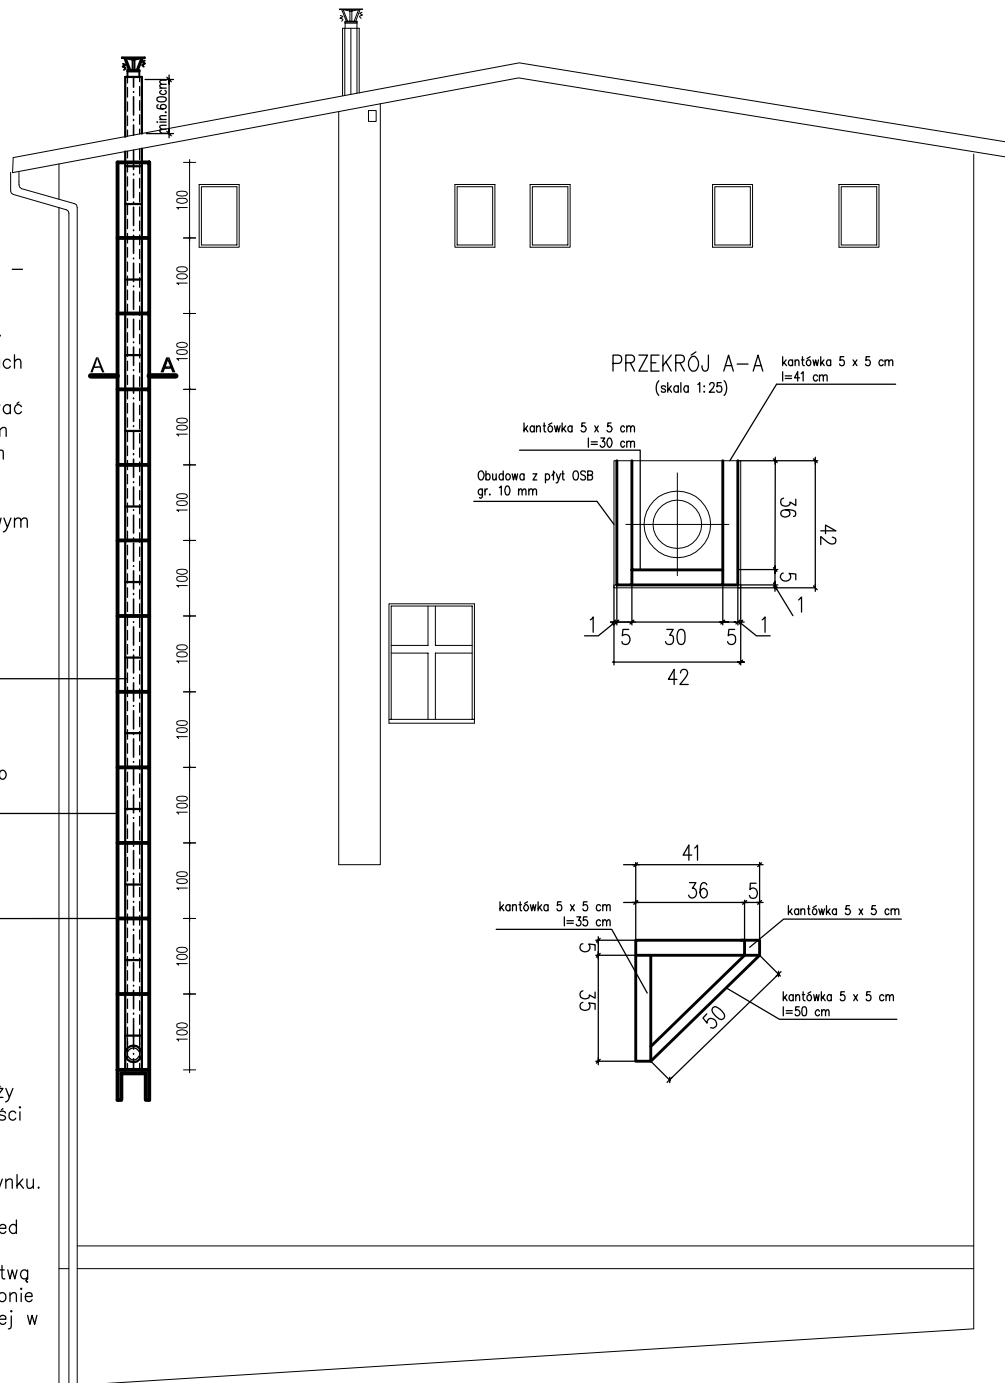 min.60cm
100
100
100
100
100
100
100
100
100
100
100
100
A
A
–
ich
ać
m
wym
o
ży
ści
ynku.
ed
twą
onie
ej w
PRZEKRÓJ A–A
(skala 1:25)
kantówka 5 x 5 cm
l=41 cm
kantówka 5 x 5 cm
l=30 cm
Obudowa z płyt OSB
gr. 10 mm
36
42
5
1
1
5
30
5
1
42
41
36
5
kantówka 5 x 5 cm
l=35 cm
kantówka 5 x 5 cm
5
35
50
kantówka 5 x 5 cm
l=50 cm